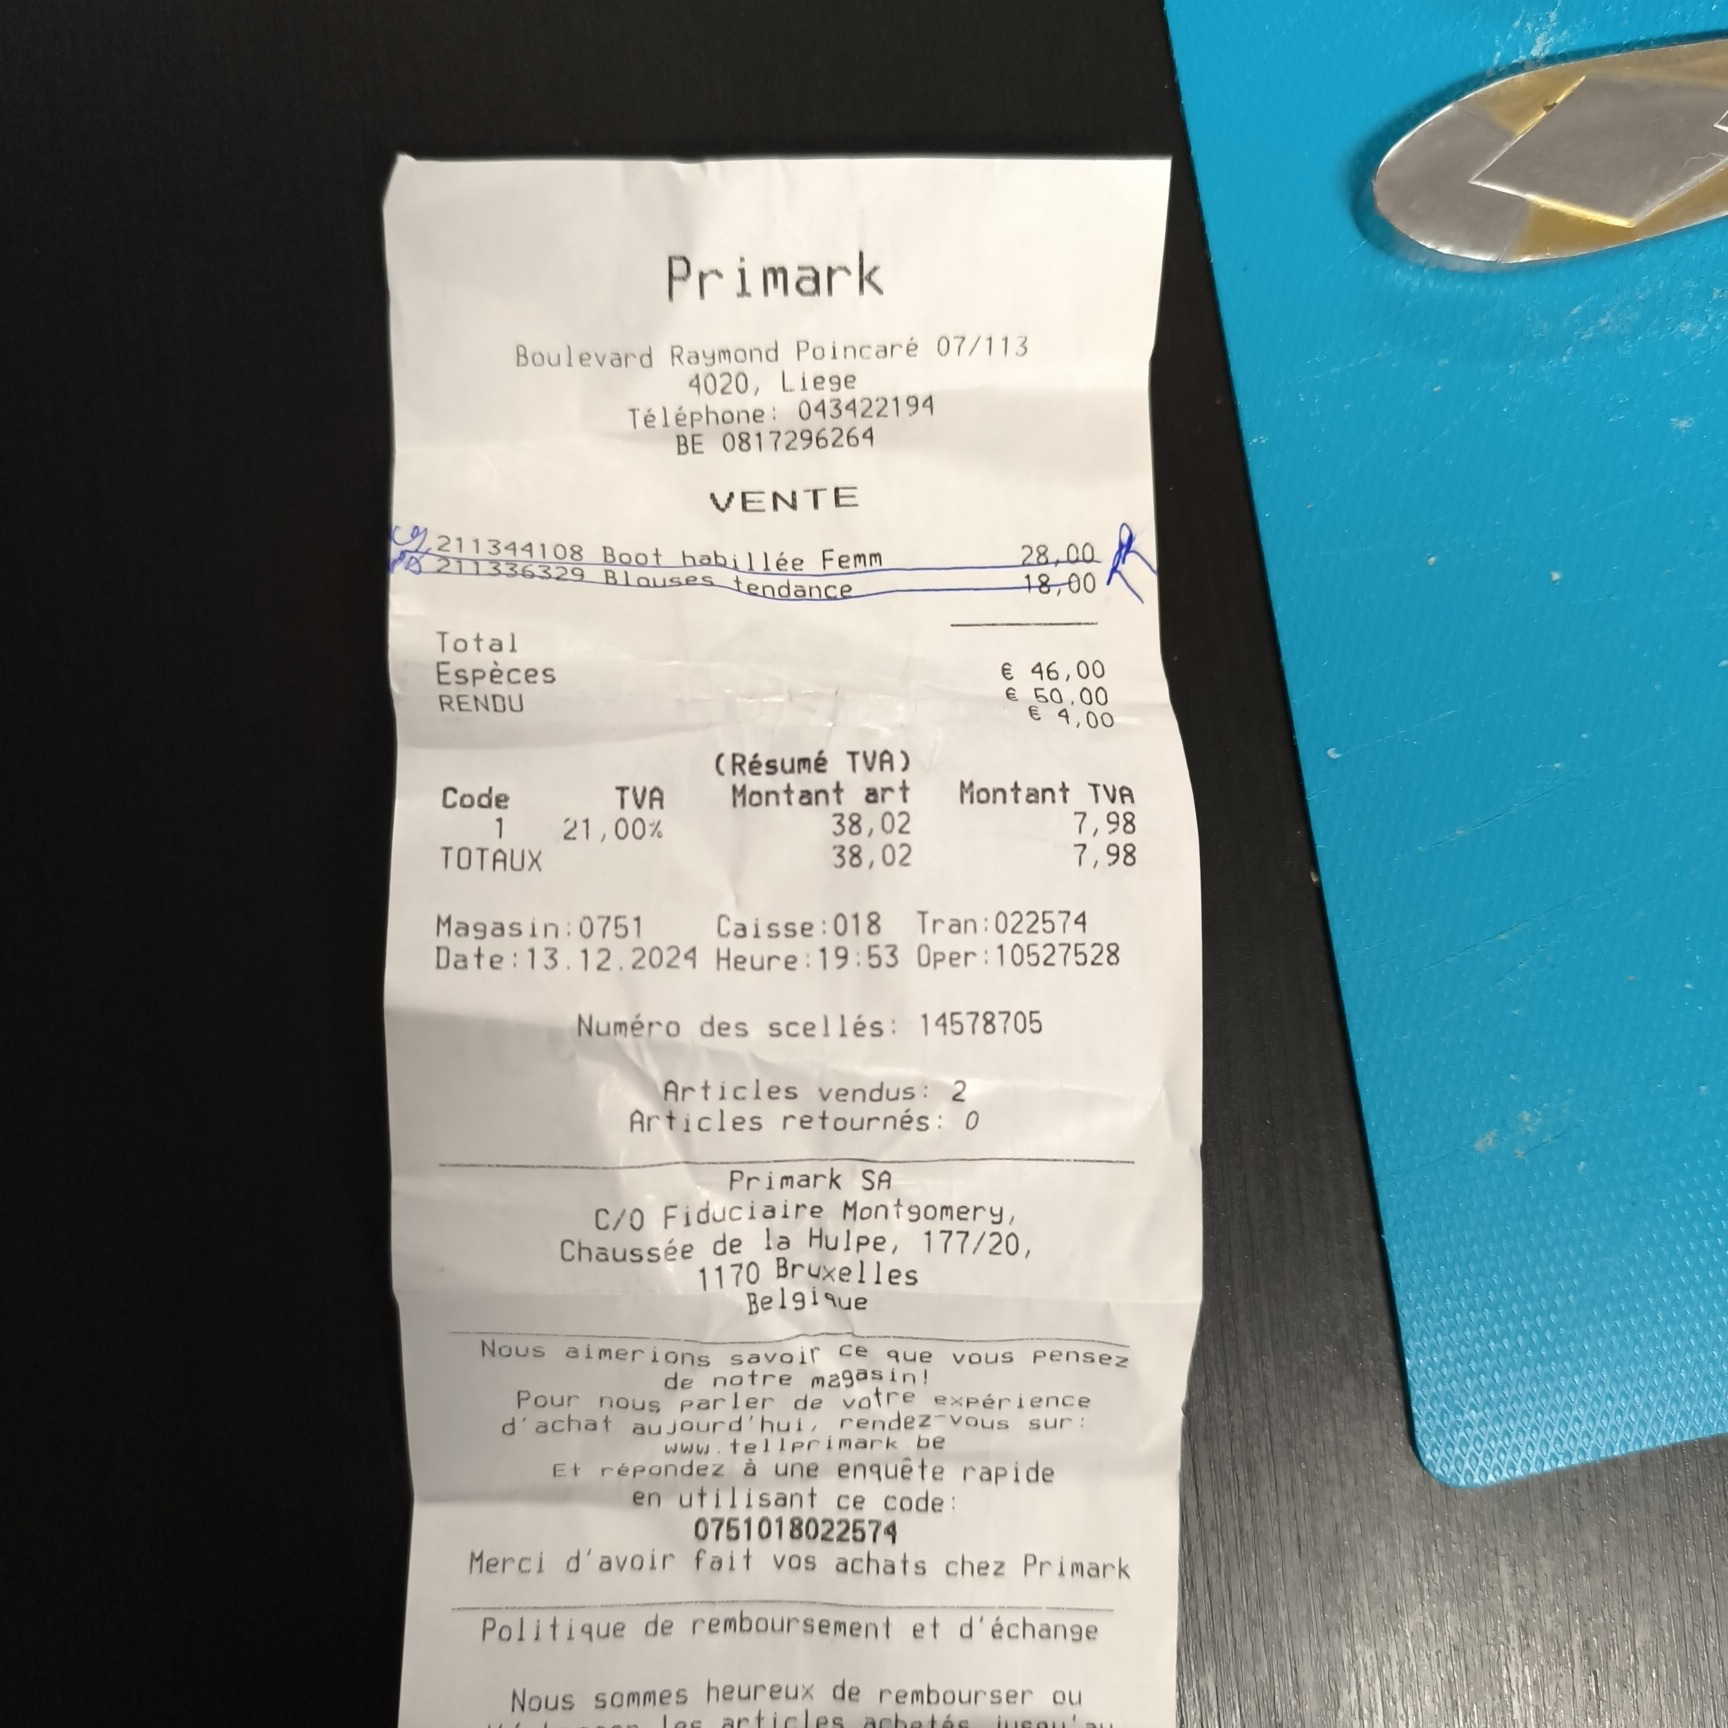 Primark
Boulevard Raymond Poincaré 07/113
4020, Liege
Téléphone: 043422194
BE 0817296264
VENTE
211344108 Boot habillée Femm 28,00
211336329 Blouses tendance 18,00
Total € 46,00
Espèces € 50,00
RENDU € 4,00
(Résumé TVA)
Code TVA Montant art Montant TVA
1 21,00% 38,02 7,98
TOTAUX 38,02 7,98
Magasin:0751 Caisse:018 Tran:022574
Date:13.12.2024 Heure:19:53 Oper:10527528
Numéro des scellés: 14578705
Articles vendus: 2
Articles retournés: 0
Primark SA
C/O Fiduciaire Montgomery,
Chaussée de la Hulpe, 177/20,
1170 Bruxelles
Belgique
Nous aimerions savoir ce que vous pensez
de notre magasin!
Pour nous parler de votre expérience
d'achat aujourd'hui, rendez-vous sur:
www.tellprimark.be
Et répondez à une enquête rapide
en utilisant ce code:
0751018022574
Merci d'avoir fait vos achats chez Primark
Politique de remboursement et d'échange
Nous sommes heureux de rembourser ou
les articles achetés jusqu'au